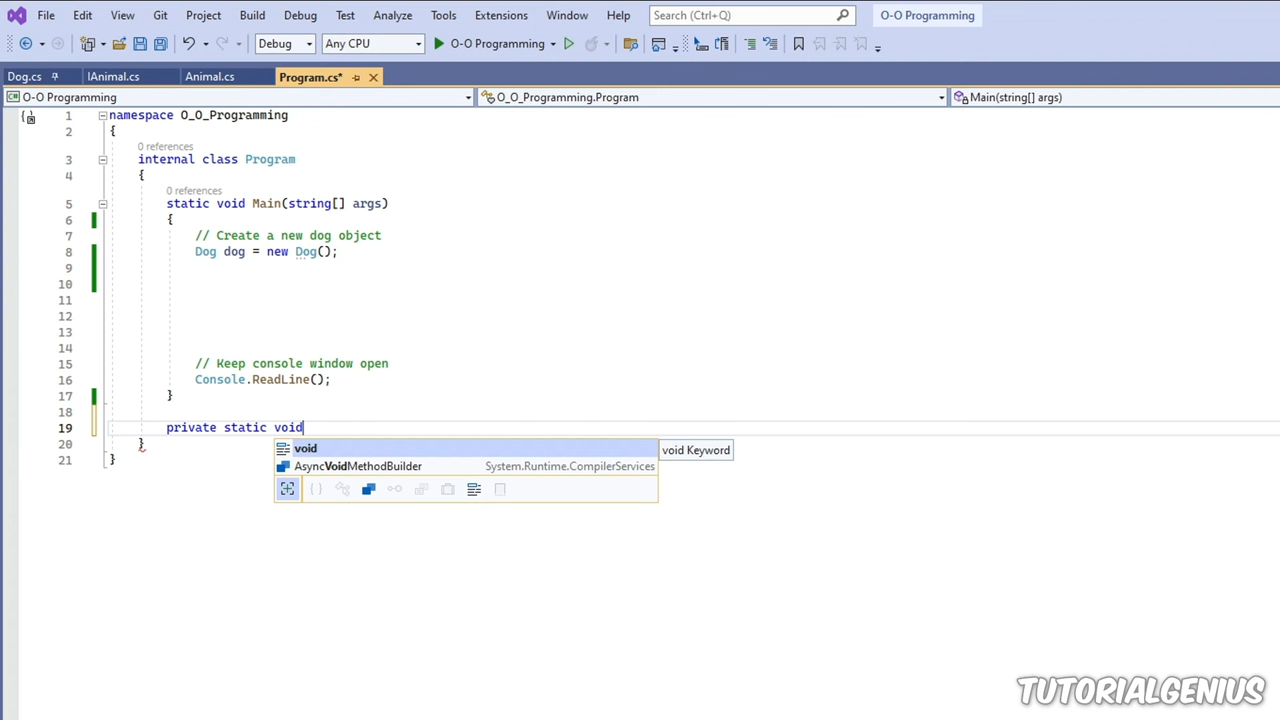 File Edit View Git Project Build Debug Test Analyze Tools Extensions Window Help Search (Ctrl+Q) O-O Programming
Debug Any CPU O-O Programming
Dog.cs IAnimal.cs Animal.cs Program.cs*
O-O Programming O_O_Programming.Program Main(string[] args)
1 namespace O_O_Programming
2 {
0 references
3 internal class Program
4 {
0 references
5 static void Main(string[] args)
6 {
7 // Create a new dog object
8 Dog dog = new Dog();
9
10
11
12
13
14
15 // Keep console window open
16 Console.ReadLine();
17 }
18
19 private static void
20 }
21 }
void void Keyword
AsyncVoidMethodBuilder System.Runtime.CompilerServices
TUTORIALGENIUS